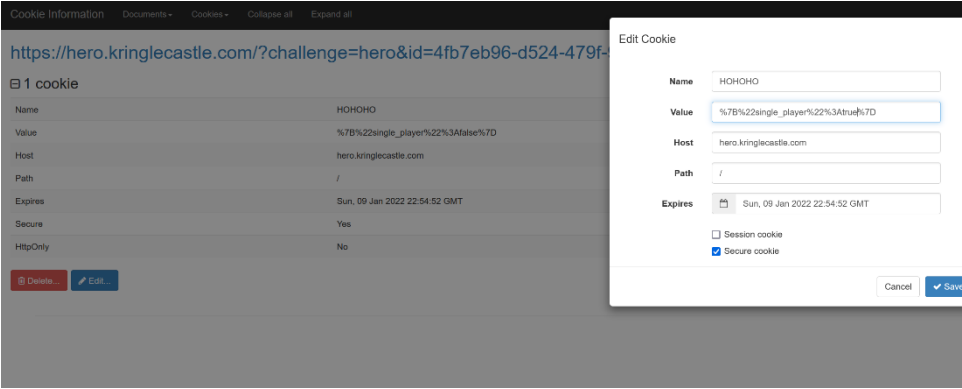 Cookie Information Documents Cookies Collapse all Expand all
https://hero.kringlecastle.com/?challenge=hero&id=4fb7eb96-d524-479f-
1 cookie
Name HOHOHO
Value %7B%22single_player%22%3Afalse%7D
Host hero.kringlecastle.com
Path /
Expires Sun, 09 Jan 2022 22:54:52 GMT
Secure Yes
HttpOnly No
Delete... Edit...
Edit Cookie
Name HOHOHO
Value %7B%22single_player%22%3Atrue%7D
Host hero.kringlecastle.com
Path /
Expires Sun, 09 Jan 2022 22:54:52 GMT
Session cookie
Secure cookie
Cancel Save